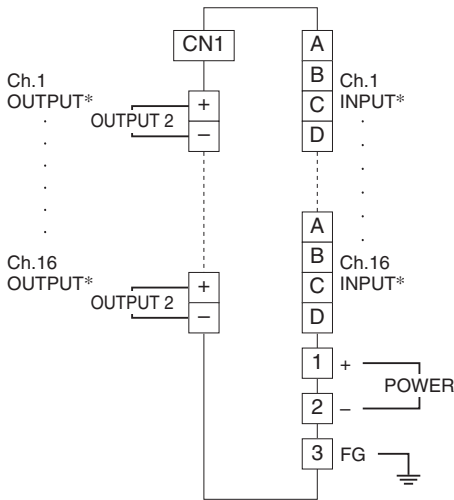 CN1
Ch.1
OUTPUT*
OUTPUT 2
+
–
Ch.16
OUTPUT*
OUTPUT 2
+
–
A
B
C
D
Ch.1
INPUT*
A
B
C
D
Ch.16
INPUT*
1 +
2 –
POWER
3 FG